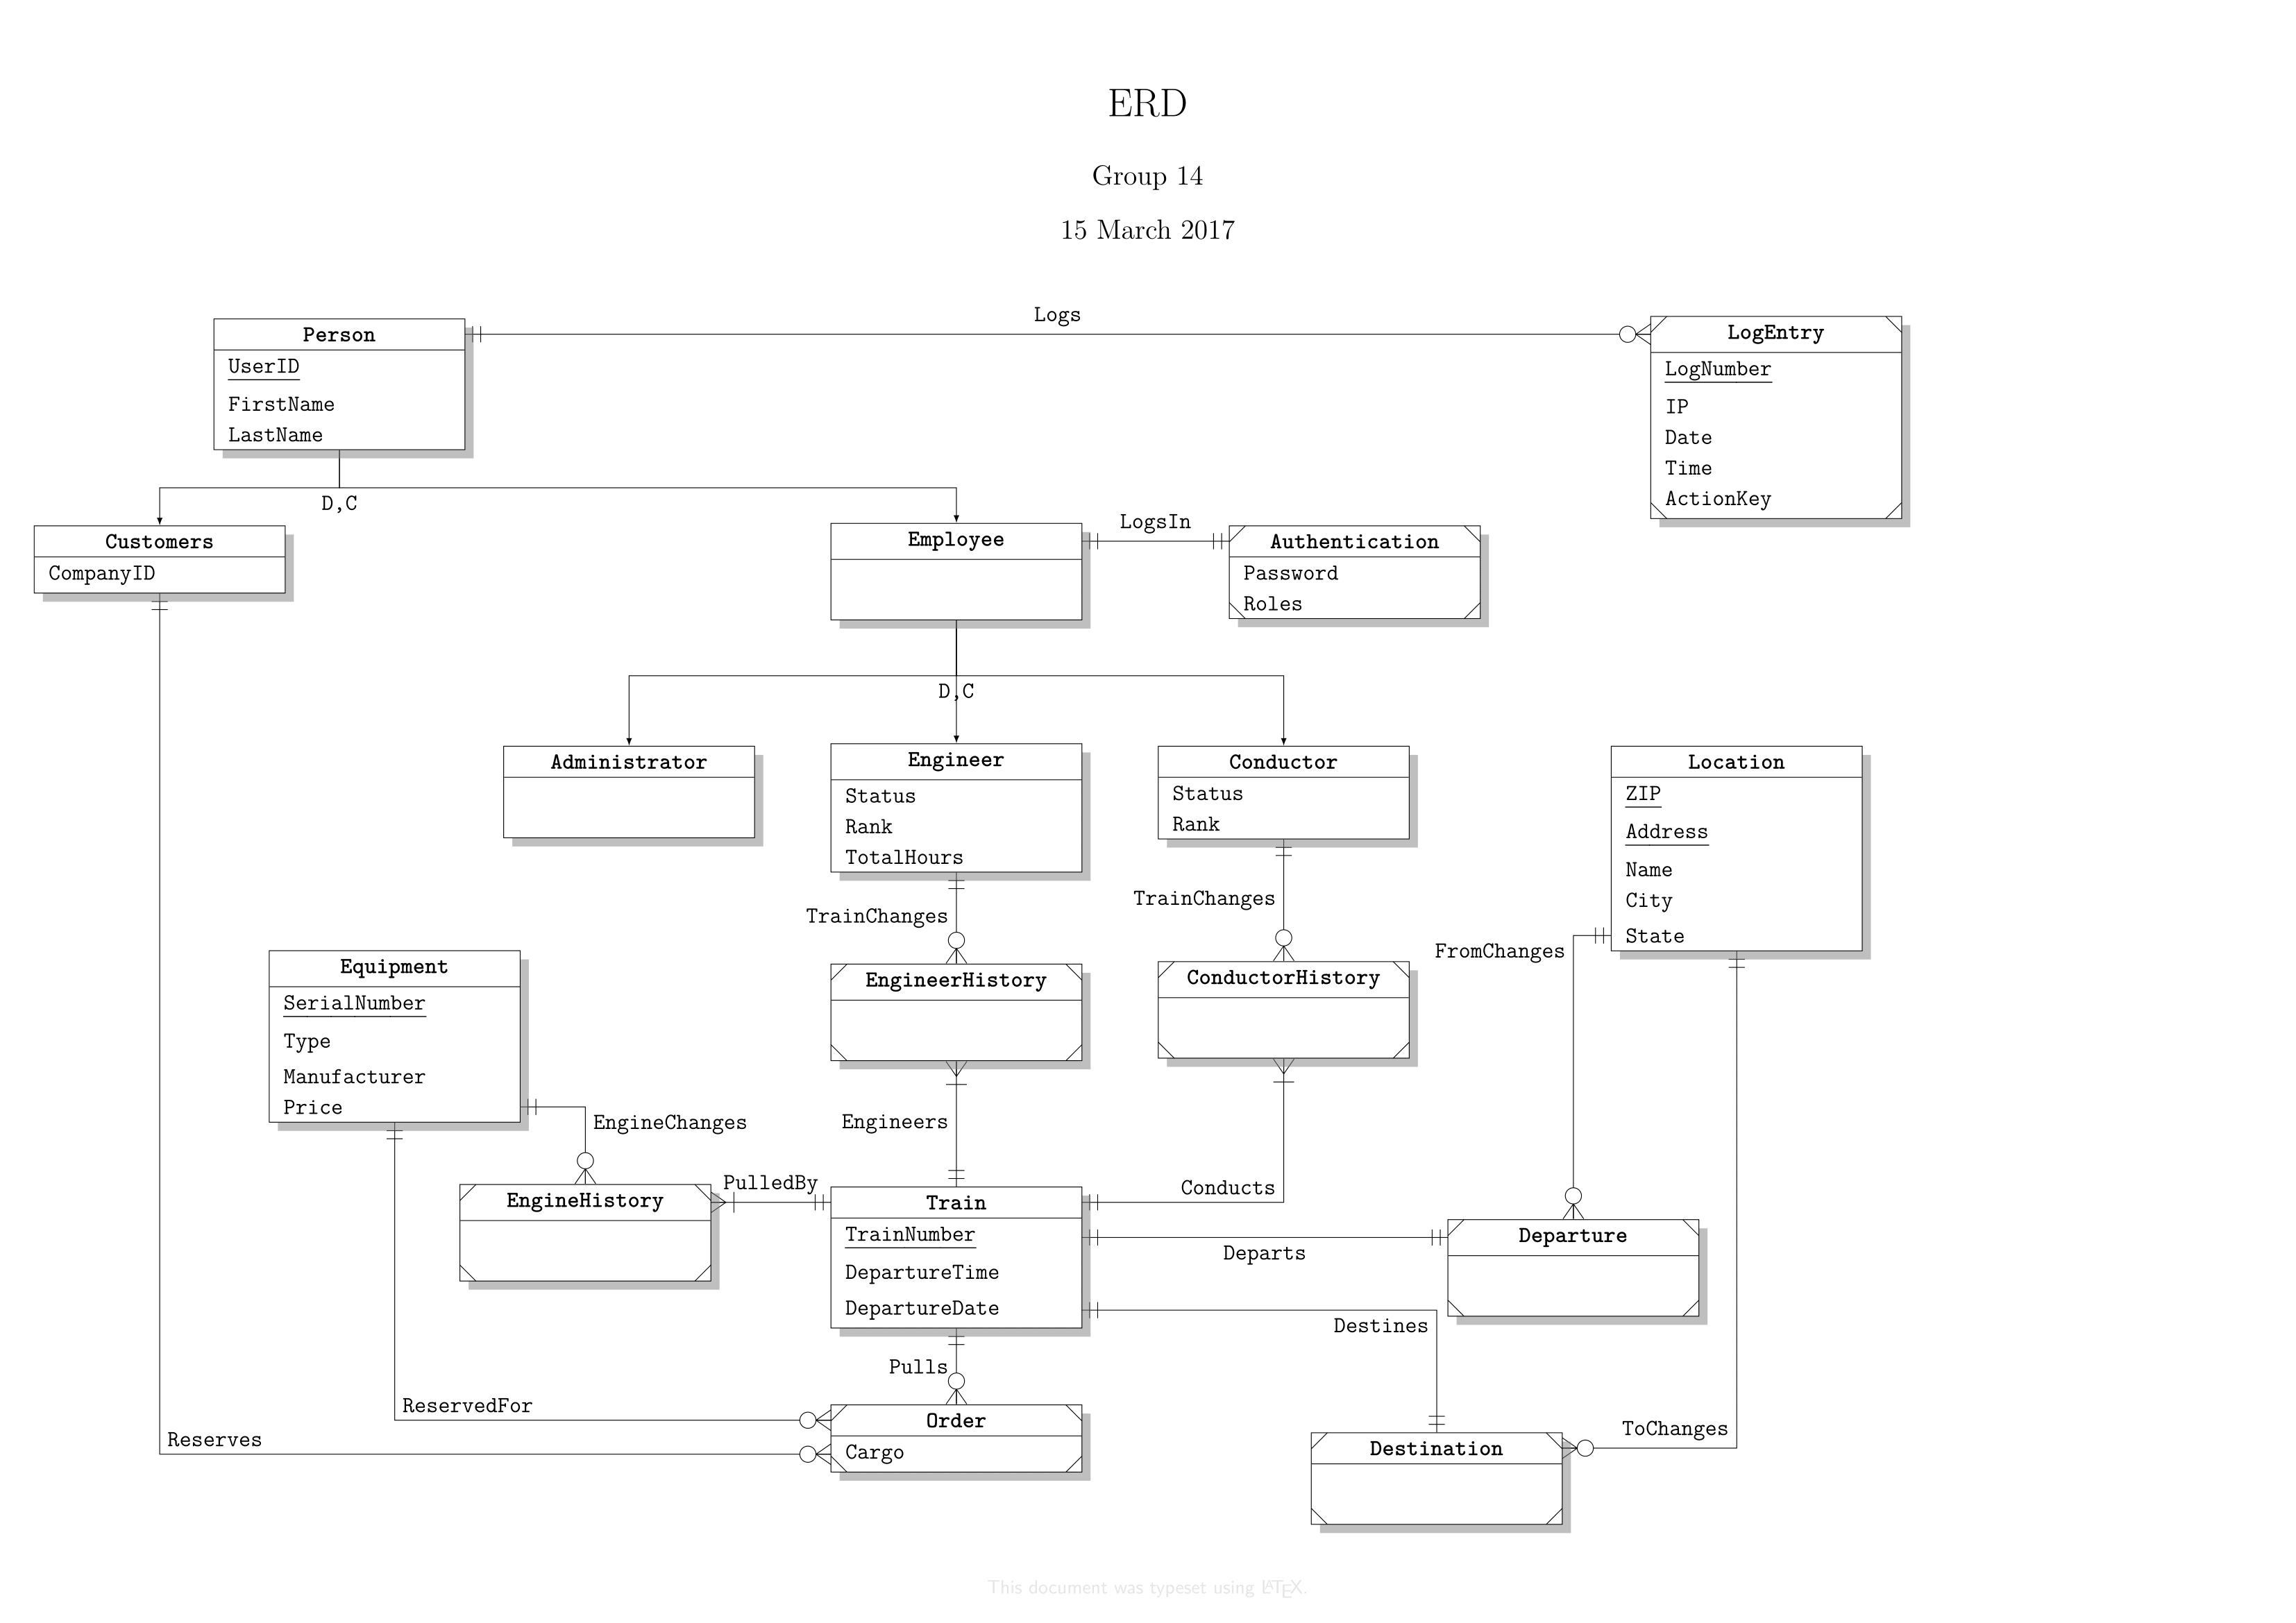 ERD
Group 14
15 March 2017
Logs
Person
UserID
FirstName
LastName
LogEntry
LogNumber
IP
Date
Time
ActionKey
D,C
Customers
CompanyID
Employee
LogsIn
Authentication
Password
Roles
D,C
Administrator
Engineer
Status
Rank
TotalHours
Conductor
Status
Rank
Location
ZIP
Address
Name
City
State
TrainChanges
TrainChanges
FromChanges
Equipment
SerialNumber
Type
Manufacturer
Price
EngineerHistory
ConductorHistory
EngineChanges
Engineers
PulledBy
Conducts
EngineHistory
Train
TrainNumber
DepartureTime
DepartureDate
Departs
Departure
Destines
Pulls
ReservedFor
Reserves
Order
Cargo
ToChanges
Destination
This document was typeset using LATEX.